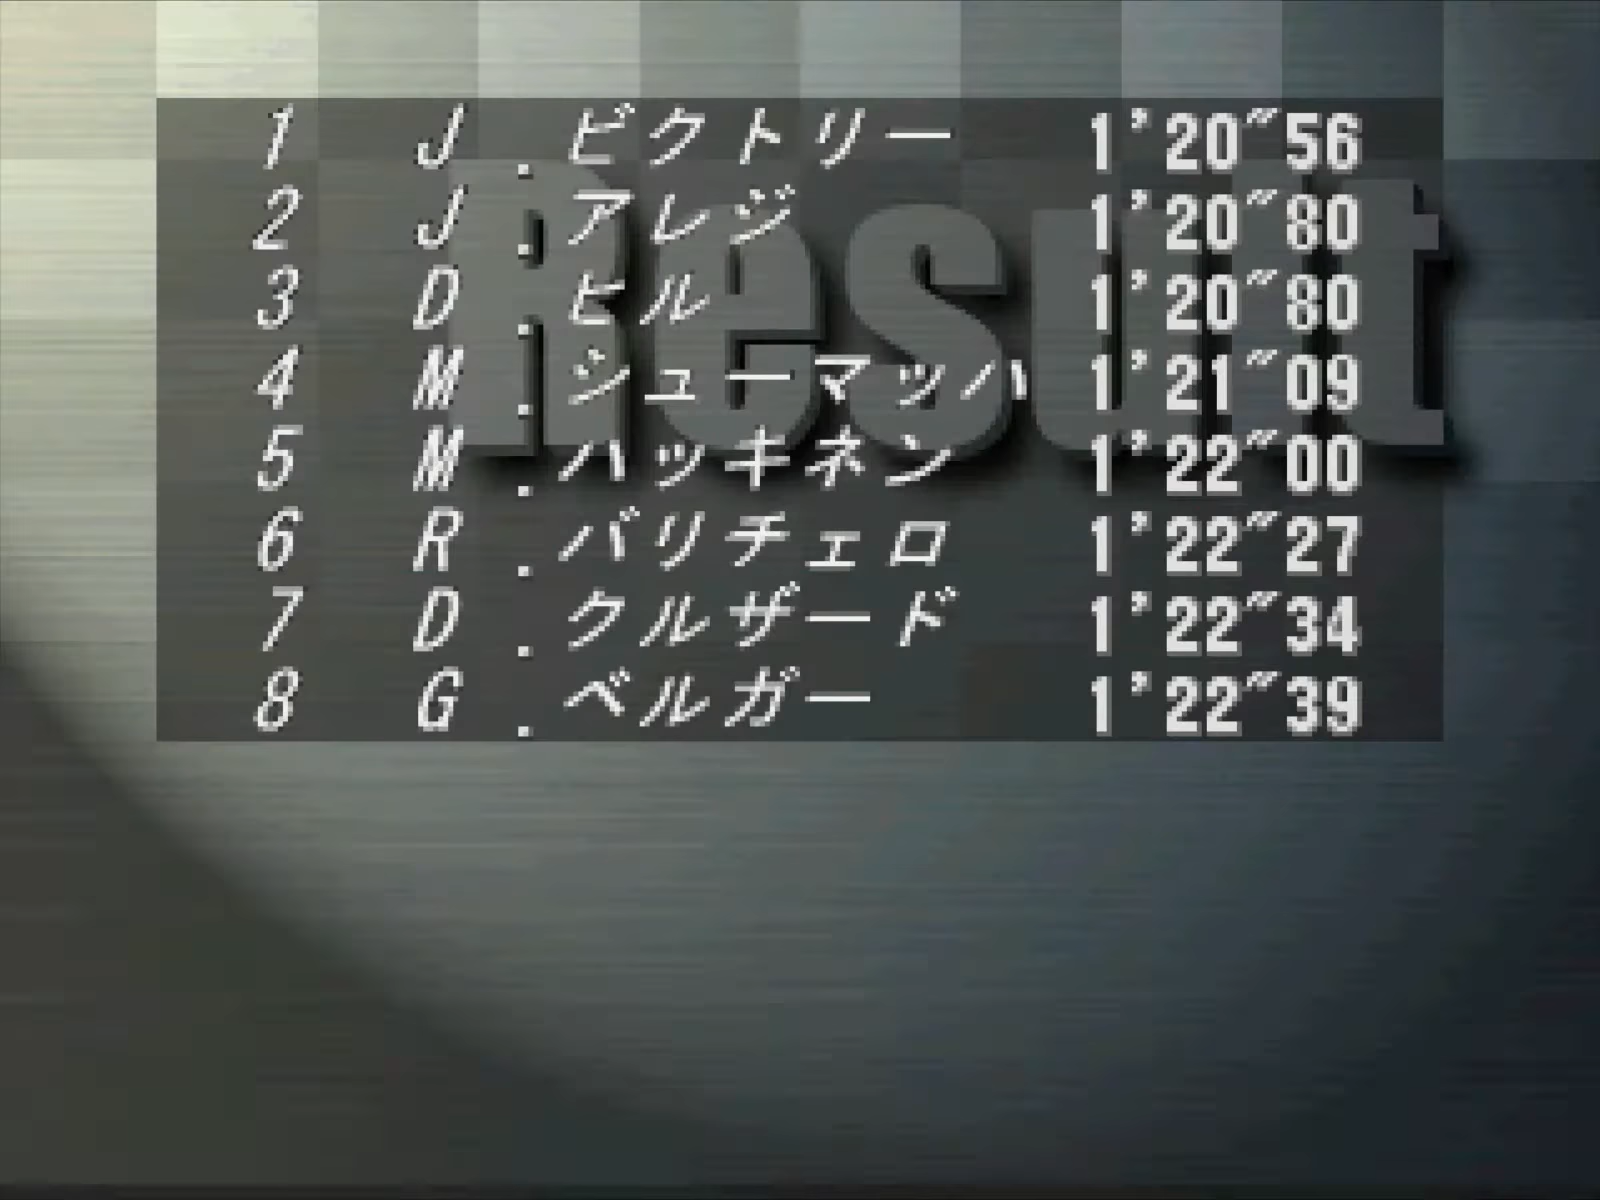 Result
1 J.ビクトリー 1'20"56
2 J.アレジ 1'20"80
3 D.ヒル 1'20"80
4 M.シューマッハ 1'21"09
5 M.ハッキネン 1'22"00
6 R.バリチェロ 1'22"27
7 D.クルザード 1'22"34
8 G.ベルガー 1'22"39